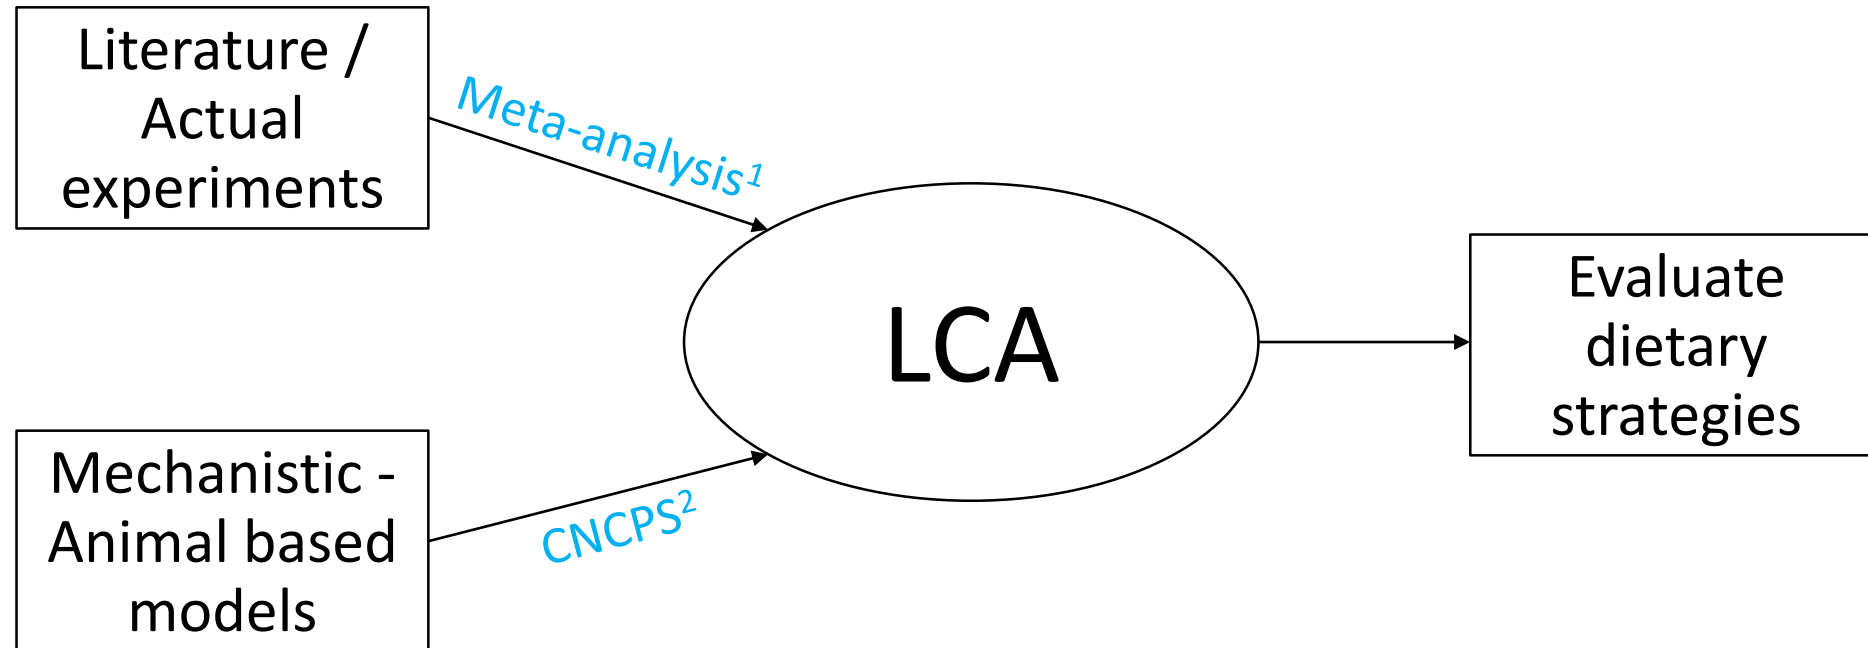 Literature /
Actual
experiments
Meta-analysis¹
LCA
Evaluate
dietary
strategies
Mechanistic -
Animal based
models
CNCPS²